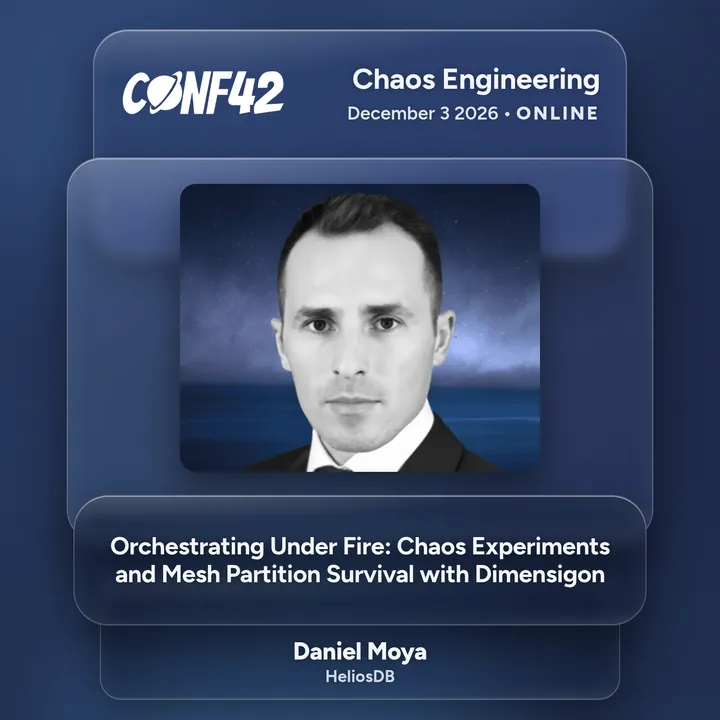 CONF42
Chaos Engineering
December 3 2026 • ONLINE
Orchestrating Under Fire: Chaos Experiments
and Mesh Partition Survival with Dimensigon
Daniel Moya
HeliosDB